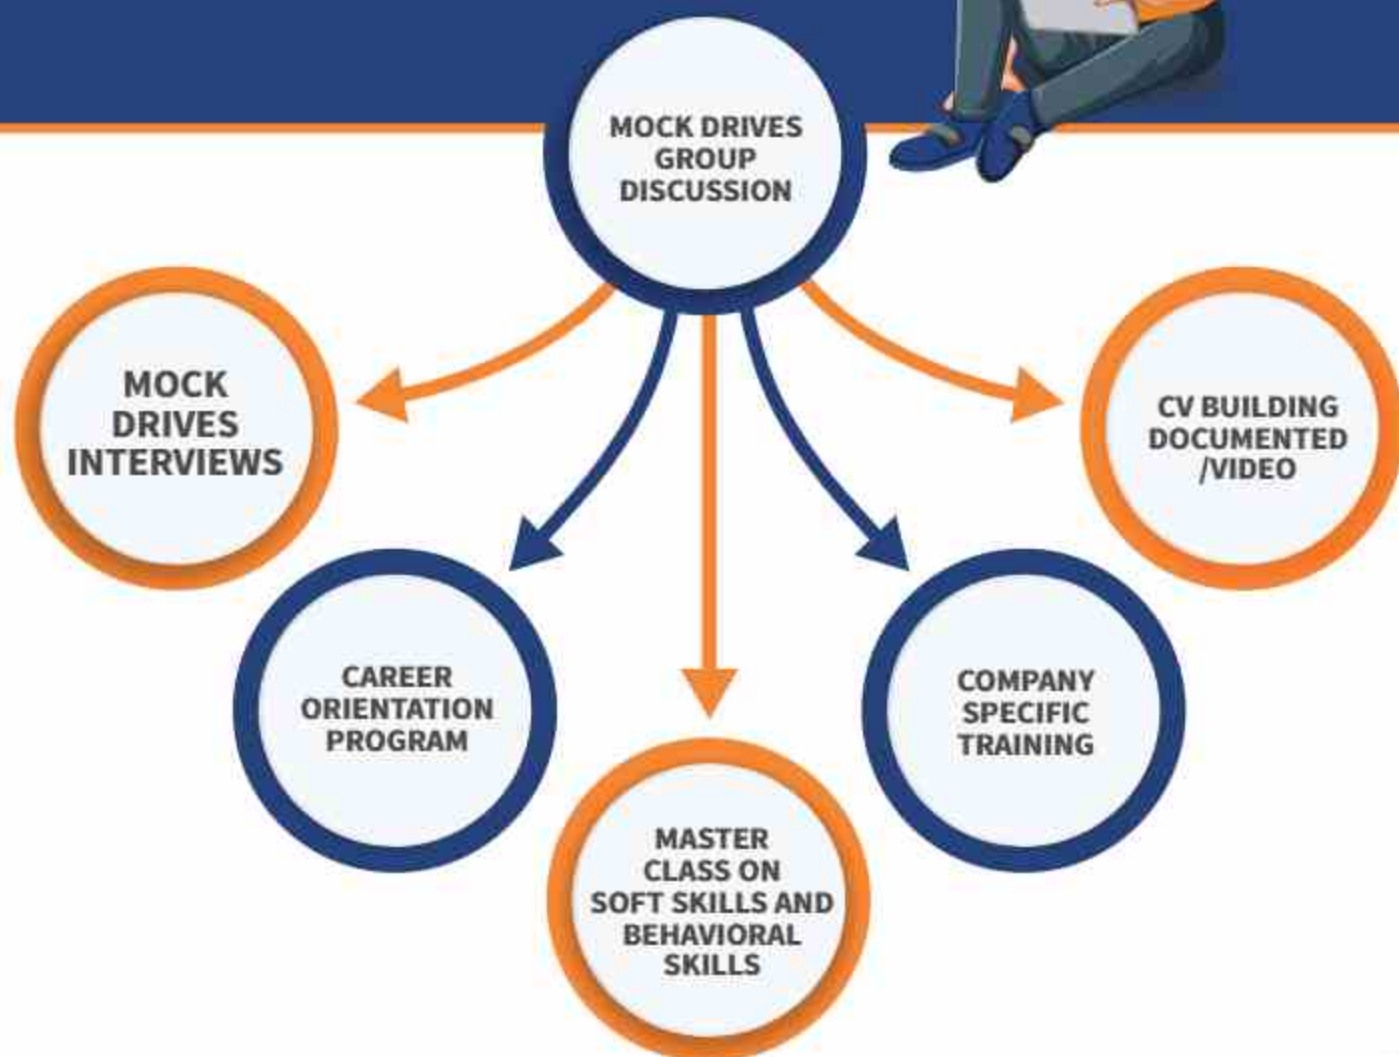 MOCK DRIVES
GROUP
DISCUSSION
MOCK
DRIVES
INTERVIEWS
CV BUILDING
DOCUMENTED
/VIDEO
CAREER
ORIENTATION
PROGRAM
COMPANY
SPECIFIC
TRAINING
MASTER
CLASS ON
SOFT SKILLS AND
BEHAVIORAL
SKILLS